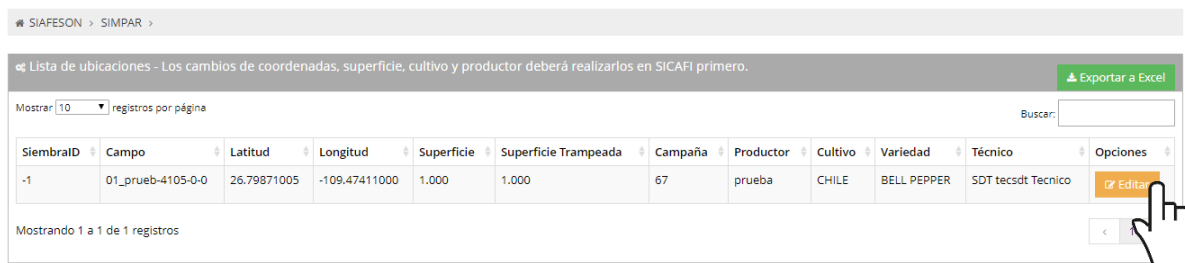 SIAFESON > SIMPAR >
Lista de ubicaciones - Los cambios de coordenadas, superficie, cultivo y productor deberá realizarlos en SICAFI primero.
Exportar a Excel
Mostrar 10 registros por página
Buscar:
SiembraID Campo Latitud Longitud Superficie Superficie Trampeada Campaña Productor Cultivo Variedad Técnico Opciones
-1 01_prueb-4105-0-0 26.79871005 -109.47411000 1.000 1.000 67 prueba CHILE BELL PEPPER SDT tecsdt Tecnico Editar
Mostrando 1 a 1 de 1 registros
‹ 1